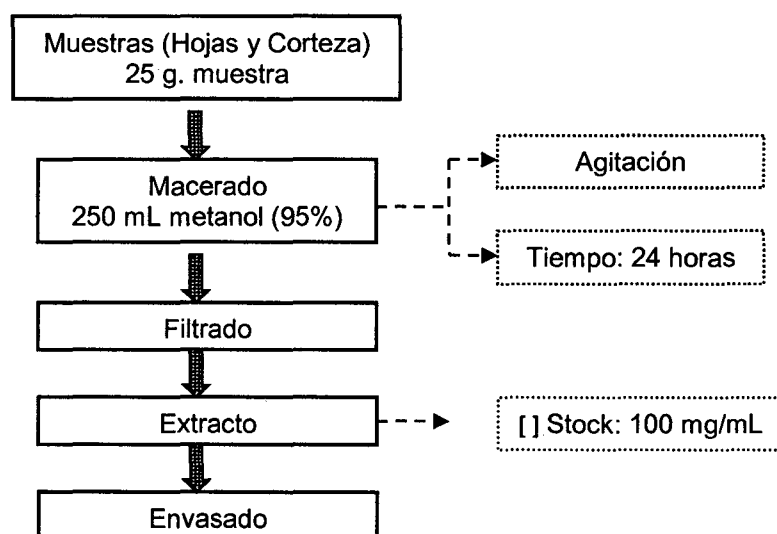 Muestras (Hojas y Corteza)
25 g. muestra
Macerado
250 mL metanol (95%)
Agitación
Tiempo: 24 horas
Filtrado
Extracto
[ ] Stock: 100 mg/mL
Envasado